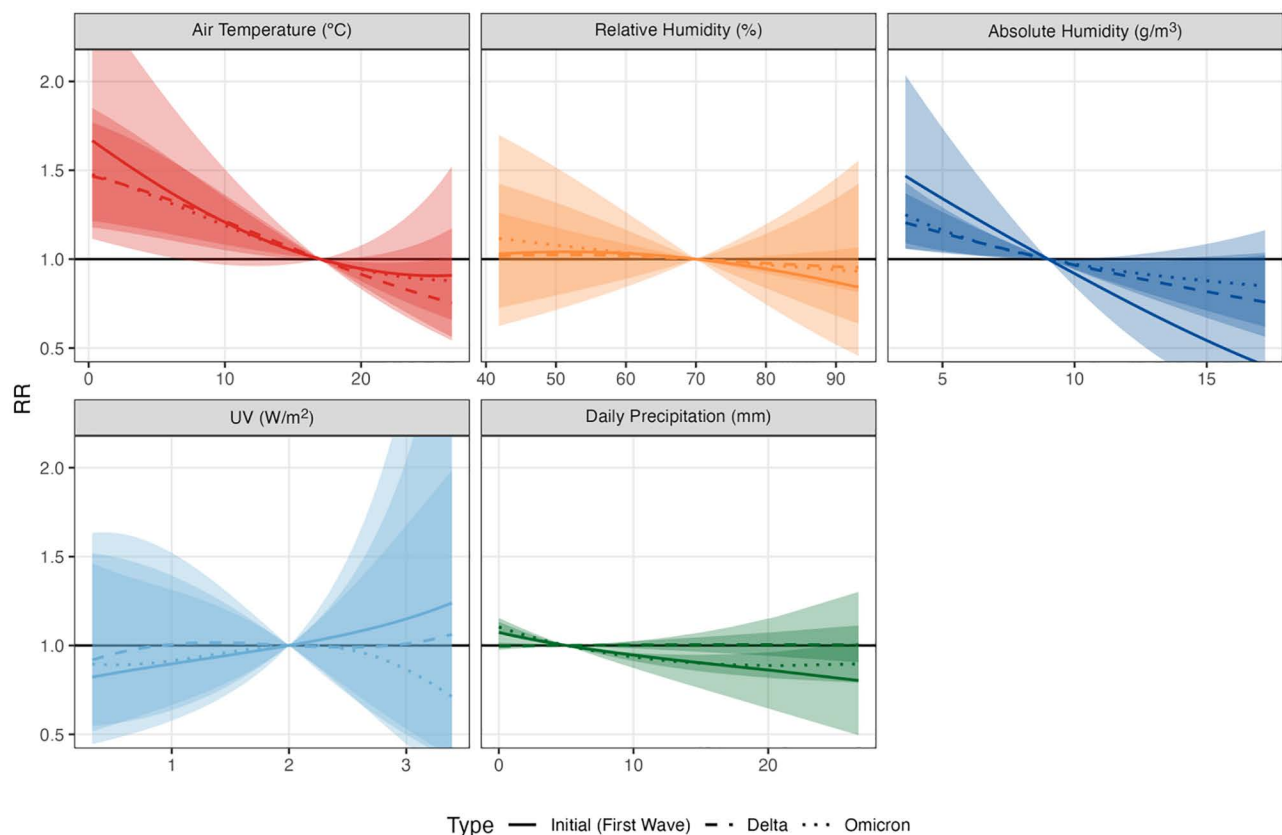 Air Temperature (°C)
Relative Humidity (%)
Absolute Humidity (g/m³)
2.0
1.5
1.0
0.5
0 10 20
40 50 60 70 80 90
5 10 15
RR
UV (W/m²)
Daily Precipitation (mm)
2.0
1.5
1.0
0.5
1 2 3
0 10 20
Type Initial (First Wave) Delta Omicron